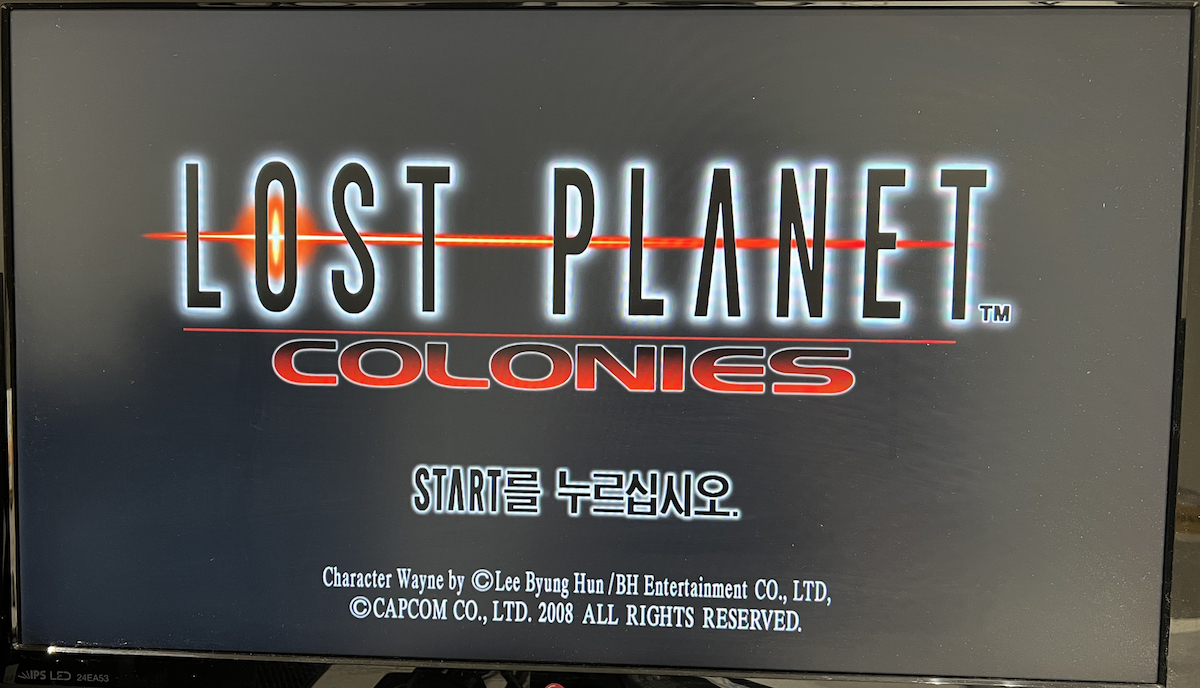 LOST PLANET™
COLONIES
START를 누르십시오.
Character Wayne by ©Lee Byung Hun/BH Entertainment CO., LTD,
©CAPCOM CO., LTD. 2008 ALL RIGHTS RESERVED.
IPS LED 24EA53